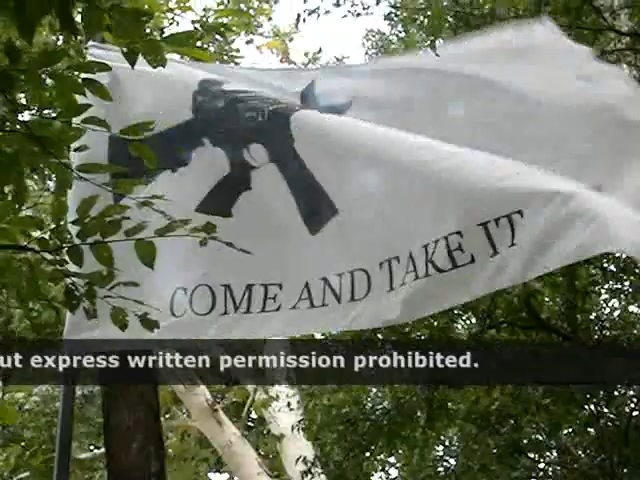 COME AND TAKE IT
ut express written permission prohibited.